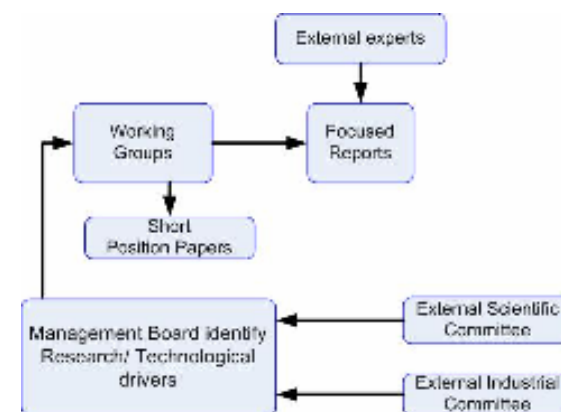 External experts
Working
Groups
Focused
Reports
Short
Position Papers
Management Board identify
Research/ Technological
drivers
External Scientific
Committee
External Industrial
Committee